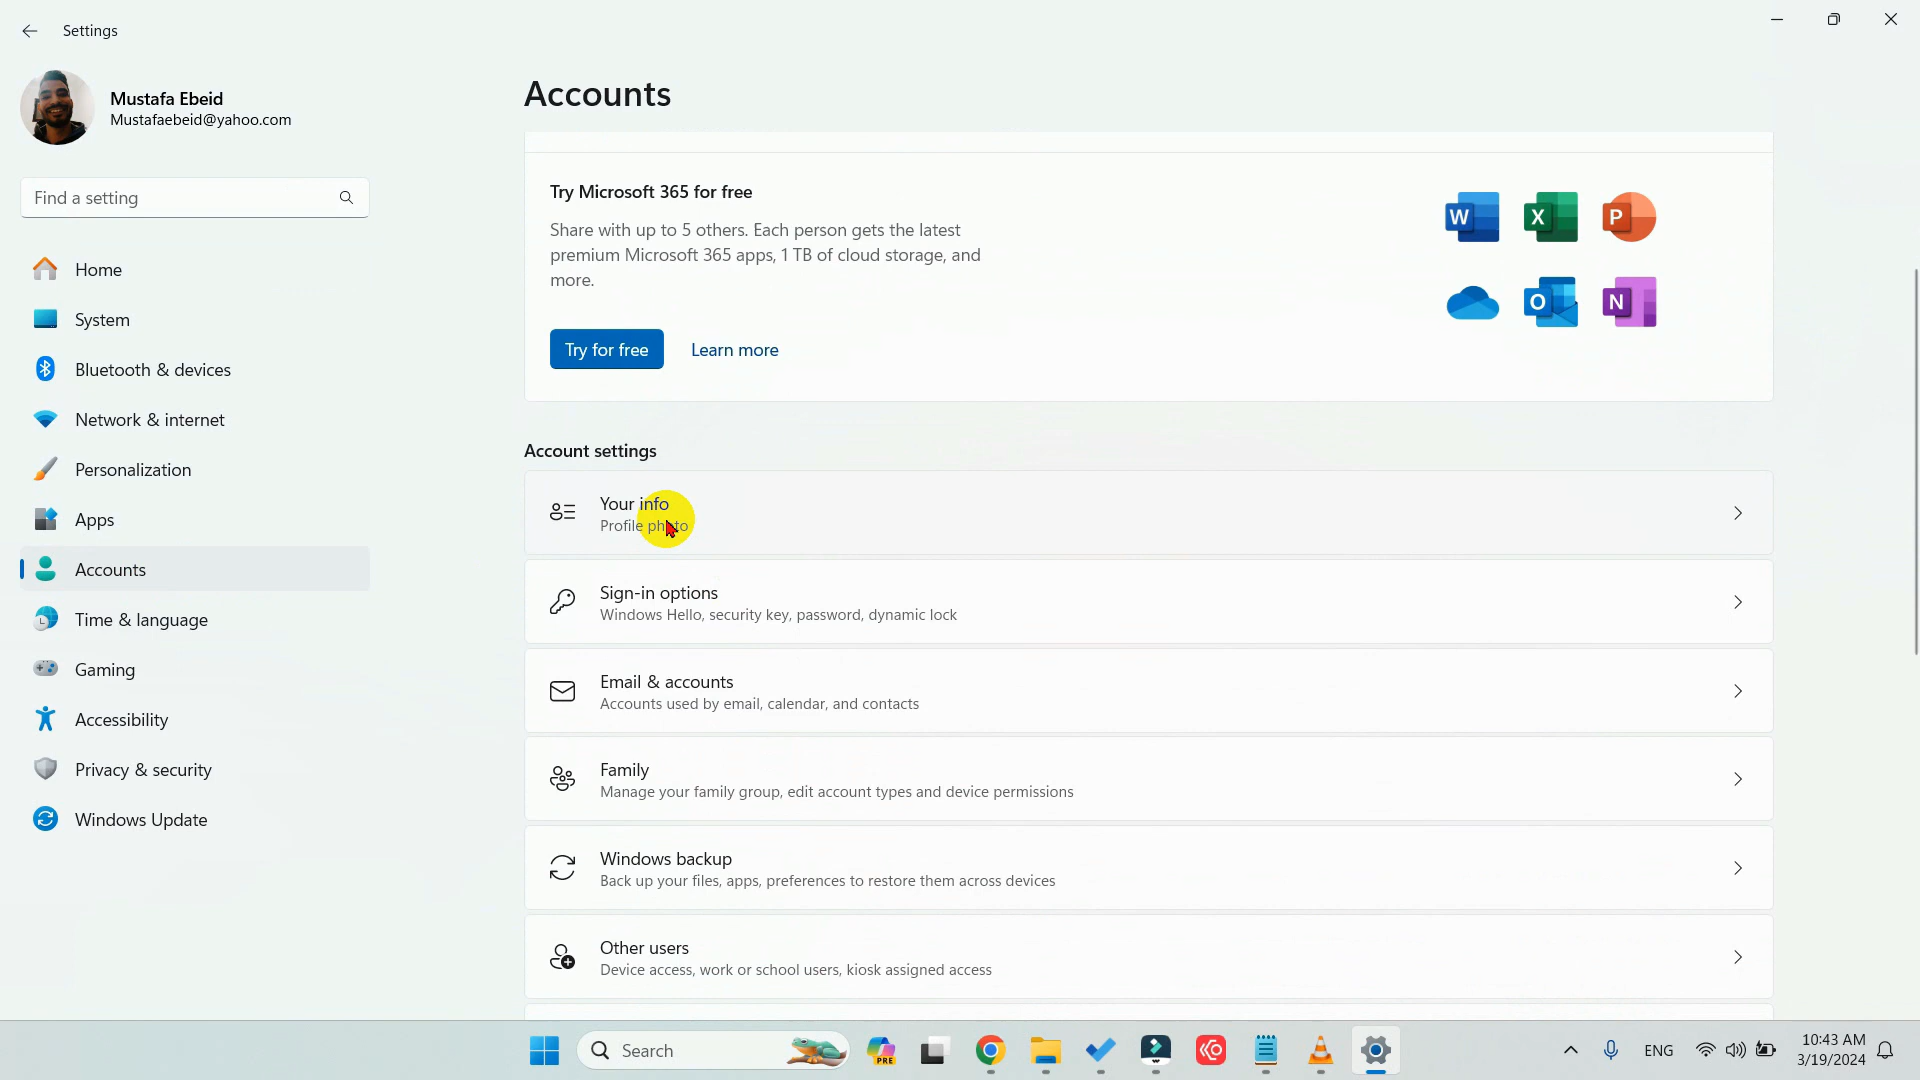 Settings
Mustafa Ebeid
Mustafaebeid@yahoo.com
Find a setting
Home
System
Bluetooth & devices
Network & internet
Personalization
Apps
Accounts
Time & language
Gaming
Accessibility
Privacy & security
Windows Update
Accounts
Try Microsoft 365 for free
Share with up to 5 others. Each person gets the latest
premium Microsoft 365 apps, 1 TB of cloud storage, and
more.
Try for free
Learn more
W
X
P
O
N
Account settings
Your info
Profile photo
Sign-in options
Windows Hello, security key, password, dynamic lock
Email & accounts
Accounts used by email, calendar, and contacts
Family
Manage your family group, edit account types and device permissions
Windows backup
Back up your files, apps, preferences to restore them across devices
Other users
Device access, work or school users, kiosk assigned access
Search
PRE
ENG
10:43 AM
3/19/2024